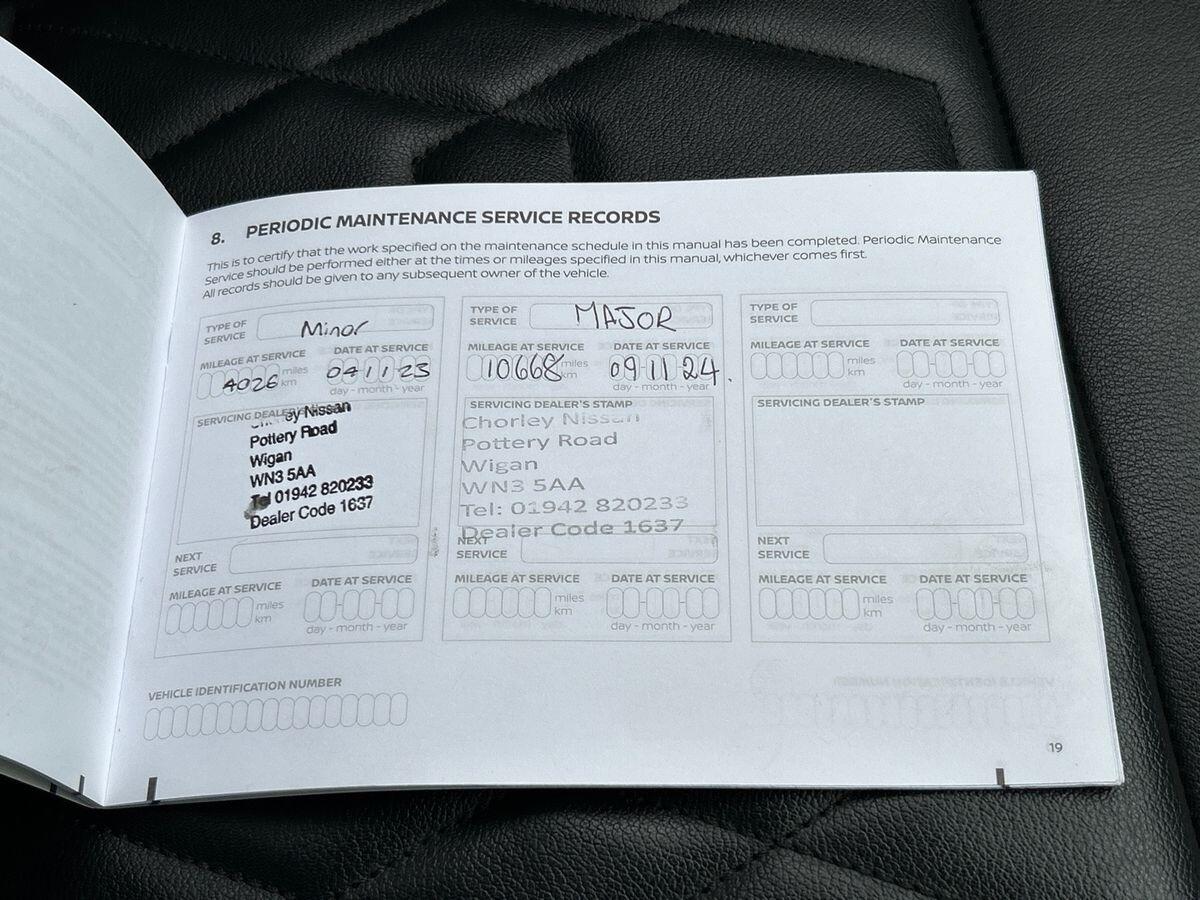 8. PERIODIC MAINTENANCE SERVICE RECORDS
This is to certify that the work specified on the maintenance schedule in this manual has been completed. Periodic Maintenance
Service should be performed either at the times or mileages specified in this manual, whichever comes first.
All records should be given to any subsequent owner of the vehicle.
TYPE OF
SERVICE
Minor
MILEAGE AT SERVICE
DATE AT SERVICE
4026
miles
km
04 11 23
day - month - year
SERVICING DEALER'S
Chorley Nissan
Pottery Road
Wigan
WN3 5AA
Tel 01942 820233
Dealer Code 1637
NEXT
SERVICE
MILEAGE AT SERVICE
DATE AT SERVICE
miles
km
day - month - year
TYPE OF
SERVICE
MAJOR
MILEAGE AT SERVICE
DATE AT SERVICE
10668
miles
km
09-11-24.
day - month - year
SERVICING DEALER'S STAMP
Chorley Nissan
Pottery Road
Wigan
WN3 5AA
Tel: 01942 820233
Dealer Code 1637
NEXT
SERVICE
MILEAGE AT SERVICE
DATE AT SERVICE
miles
km
day - month - year
TYPE OF
SERVICE
MILEAGE AT SERVICE
DATE AT SERVICE
miles
km
day - month - year
SERVICING DEALER'S STAMP
NEXT
SERVICE
MILEAGE AT SERVICE
DATE AT SERVICE
miles
km
day - month - year
VEHICLE IDENTIFICATION NUMBER
19